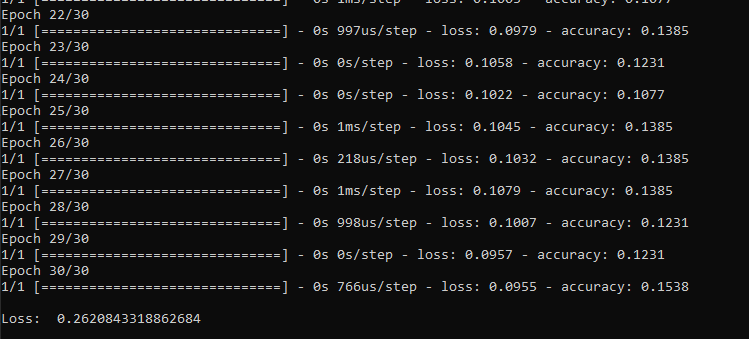 1/1 [==============================] - 0s 1ms/step - loss: 0.1005 - accuracy: 0.1077
Epoch 22/30
1/1 [==============================] - 0s 997us/step - loss: 0.0979 - accuracy: 0.1385
Epoch 23/30
1/1 [==============================] - 0s 0s/step - loss: 0.1058 - accuracy: 0.1231
Epoch 24/30
1/1 [==============================] - 0s 0s/step - loss: 0.1022 - accuracy: 0.1077
Epoch 25/30
1/1 [==============================] - 0s 1ms/step - loss: 0.1045 - accuracy: 0.1385
Epoch 26/30
1/1 [==============================] - 0s 218us/step - loss: 0.1032 - accuracy: 0.1385
Epoch 27/30
1/1 [==============================] - 0s 1ms/step - loss: 0.1079 - accuracy: 0.1385
Epoch 28/30
1/1 [==============================] - 0s 998us/step - loss: 0.1007 - accuracy: 0.1231
Epoch 29/30
1/1 [==============================] - 0s 0s/step - loss: 0.0957 - accuracy: 0.1231
Epoch 30/30
1/1 [==============================] - 0s 766us/step - loss: 0.0955 - accuracy: 0.1538
Loss:  0.2620843318862684